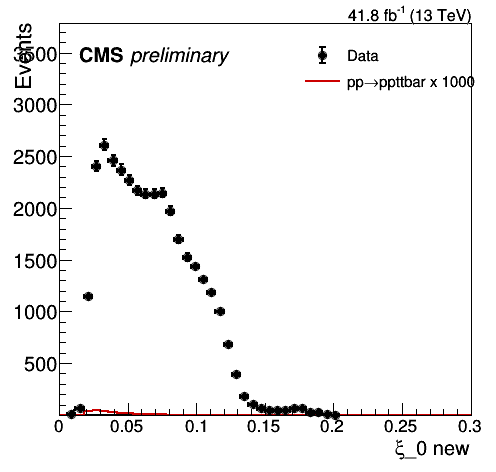 41.8 fb⁻¹ (13 TeV)
Events
CMS preliminary
Data
pp→ppttbar x 1000
3000
2500
2000
1500
1000
500
0 0.05 0.1 0.15 0.2 0.25 0.3
ξ_0 new